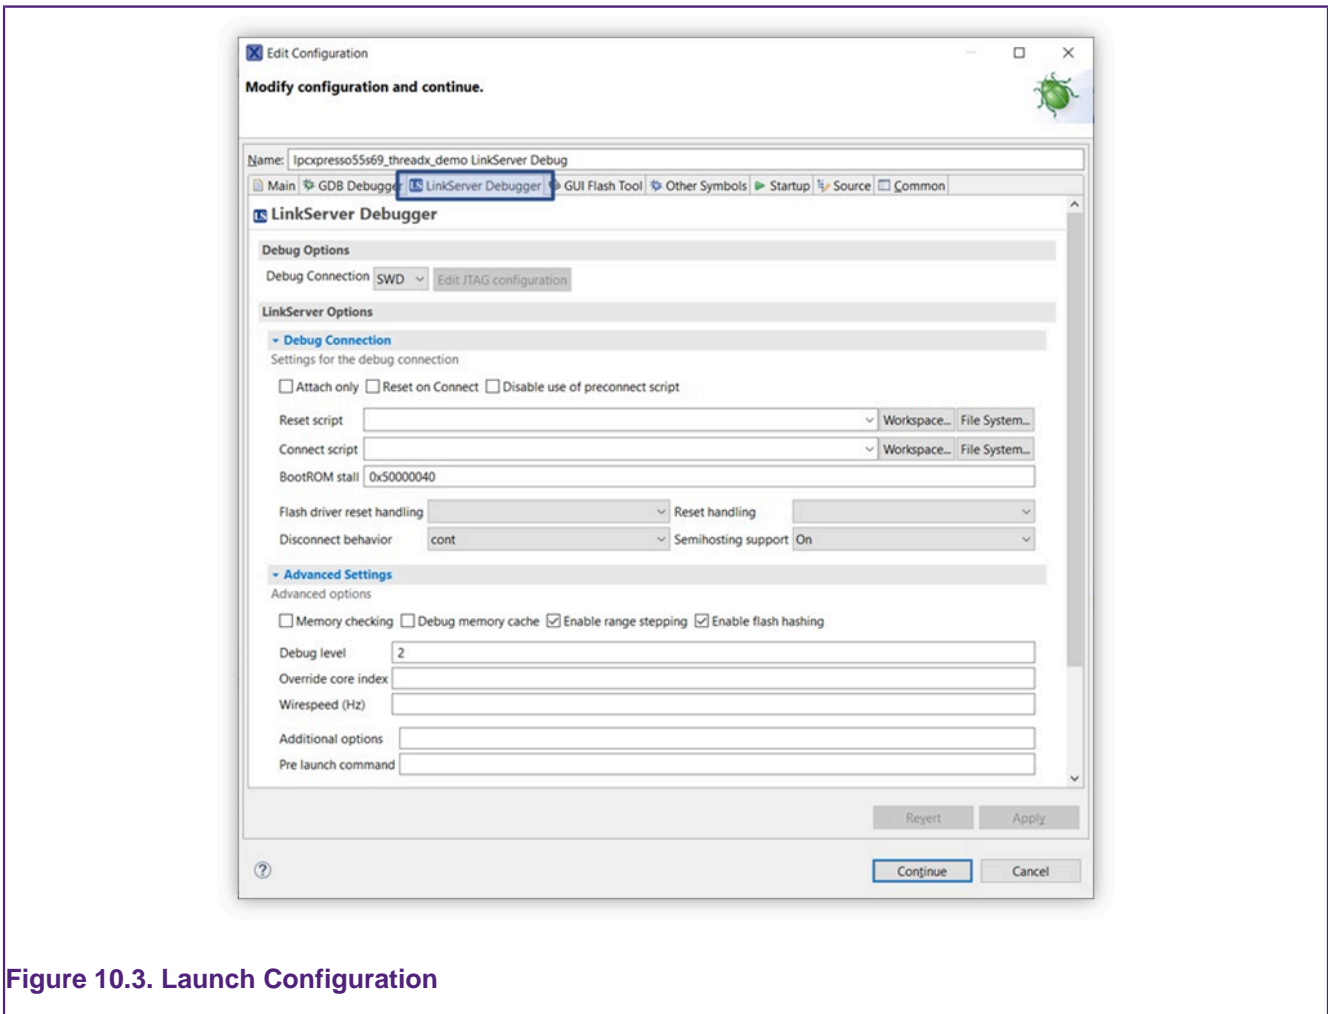 Edit Configuration
Modify configuration and continue.
Name: lpcxpresso55s69_threadx_demo LinkServer Debug
Main GDB Debugger LS LinkServer Debugger GUI Flash Tool Other Symbols Startup Source Common
LS LinkServer Debugger
Debug Options
Debug Connection SWD Edit JTAG configuration
LinkServer Options
Debug Connection
Settings for the debug connection
Attach only Reset on Connect Disable use of preconnect script
Reset script Workspace... File System...
Connect script Workspace... File System...
BootROM stall 0x50000040
Flash driver reset handling Reset handling
Disconnect behavior cont Semihosting support On
Advanced Settings
Advanced options
Memory checking Debug memory cache Enable range stepping Enable flash hashing
Debug level 2
Override core index
Wirespeed (Hz)
Additional options
Pre launch command
Revert Apply
? Continue Cancel
Figure 10.3. Launch Configuration